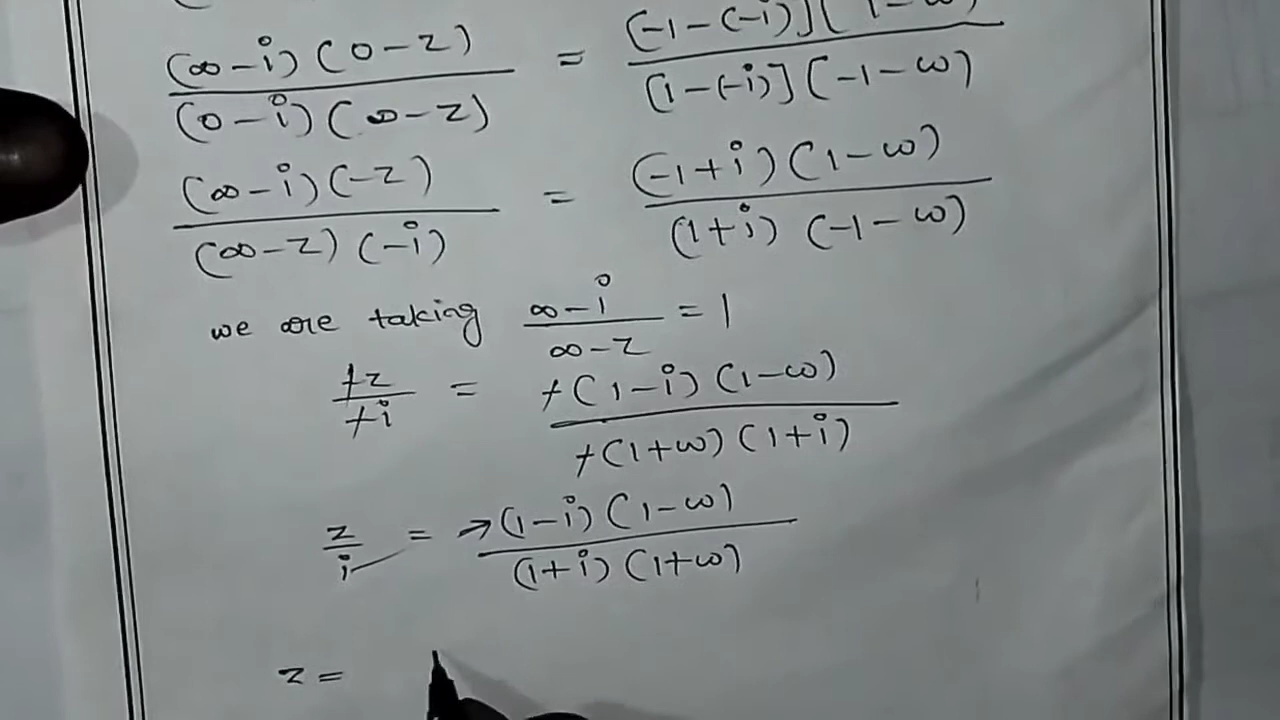 (∞-i)(0-z) / (0-i)(∞-z) = (-1-(-i)](1-ω) / (1-(-i)](-1-ω)
(∞-i)(-z) / (∞-z)(-i) = (-1+i)(1-ω) / (1+i)(-1-ω)
we are taking ∞-i / ∞-z = 1
+z / +i = +(1-i)(1-ω) / +(1+ω)(1+i)
z / i = (1-i)(1-ω) / (1+i)(1+ω)
z =